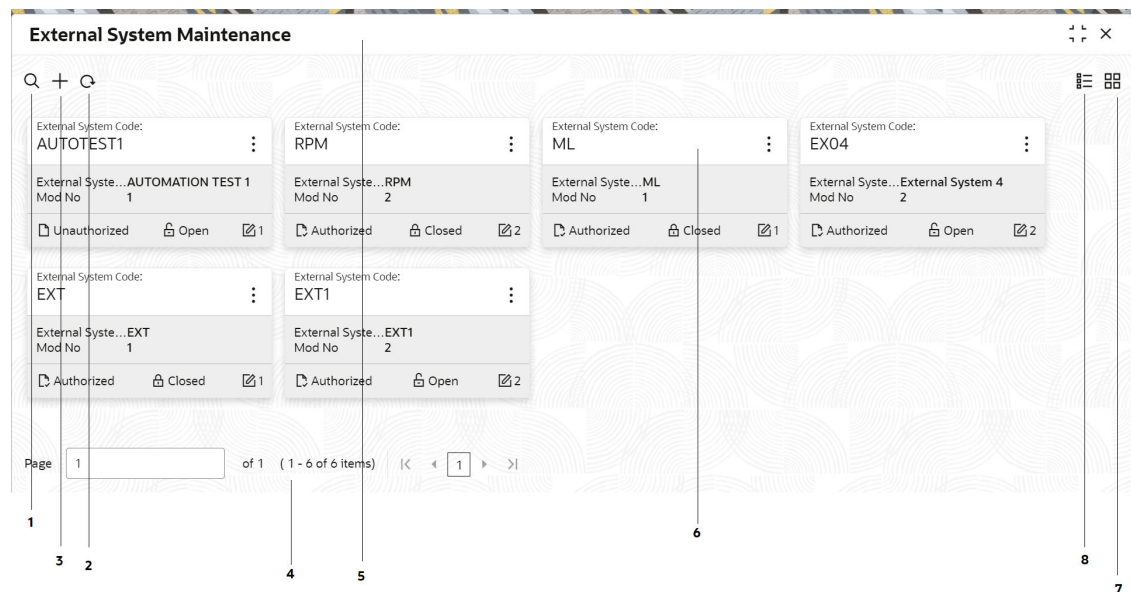 External System Maintenance
External System Code: External System Code: External System Code: External System Code:
AUTOTEST1 RPM ML EX04
External Syste...AUTOMATION TEST 1 External Syste...RPM External Syste...ML External Syste...External System 4
Mod No 1 Mod No 2 Mod No 1 Mod No 2
Unauthorized Open 1 Authorized Closed 2 Authorized Closed 1 Authorized Open 2
External System Code: External System Code:
EXT EXT1
External Syste...EXT External Syste...EXT1
Mod No 1 Mod No 2
Authorized Closed 1 Authorized Open 2
Page 1 of 1 ( 1 - 6 of 6 items) 1
1
6
3 2 8
4 5
7